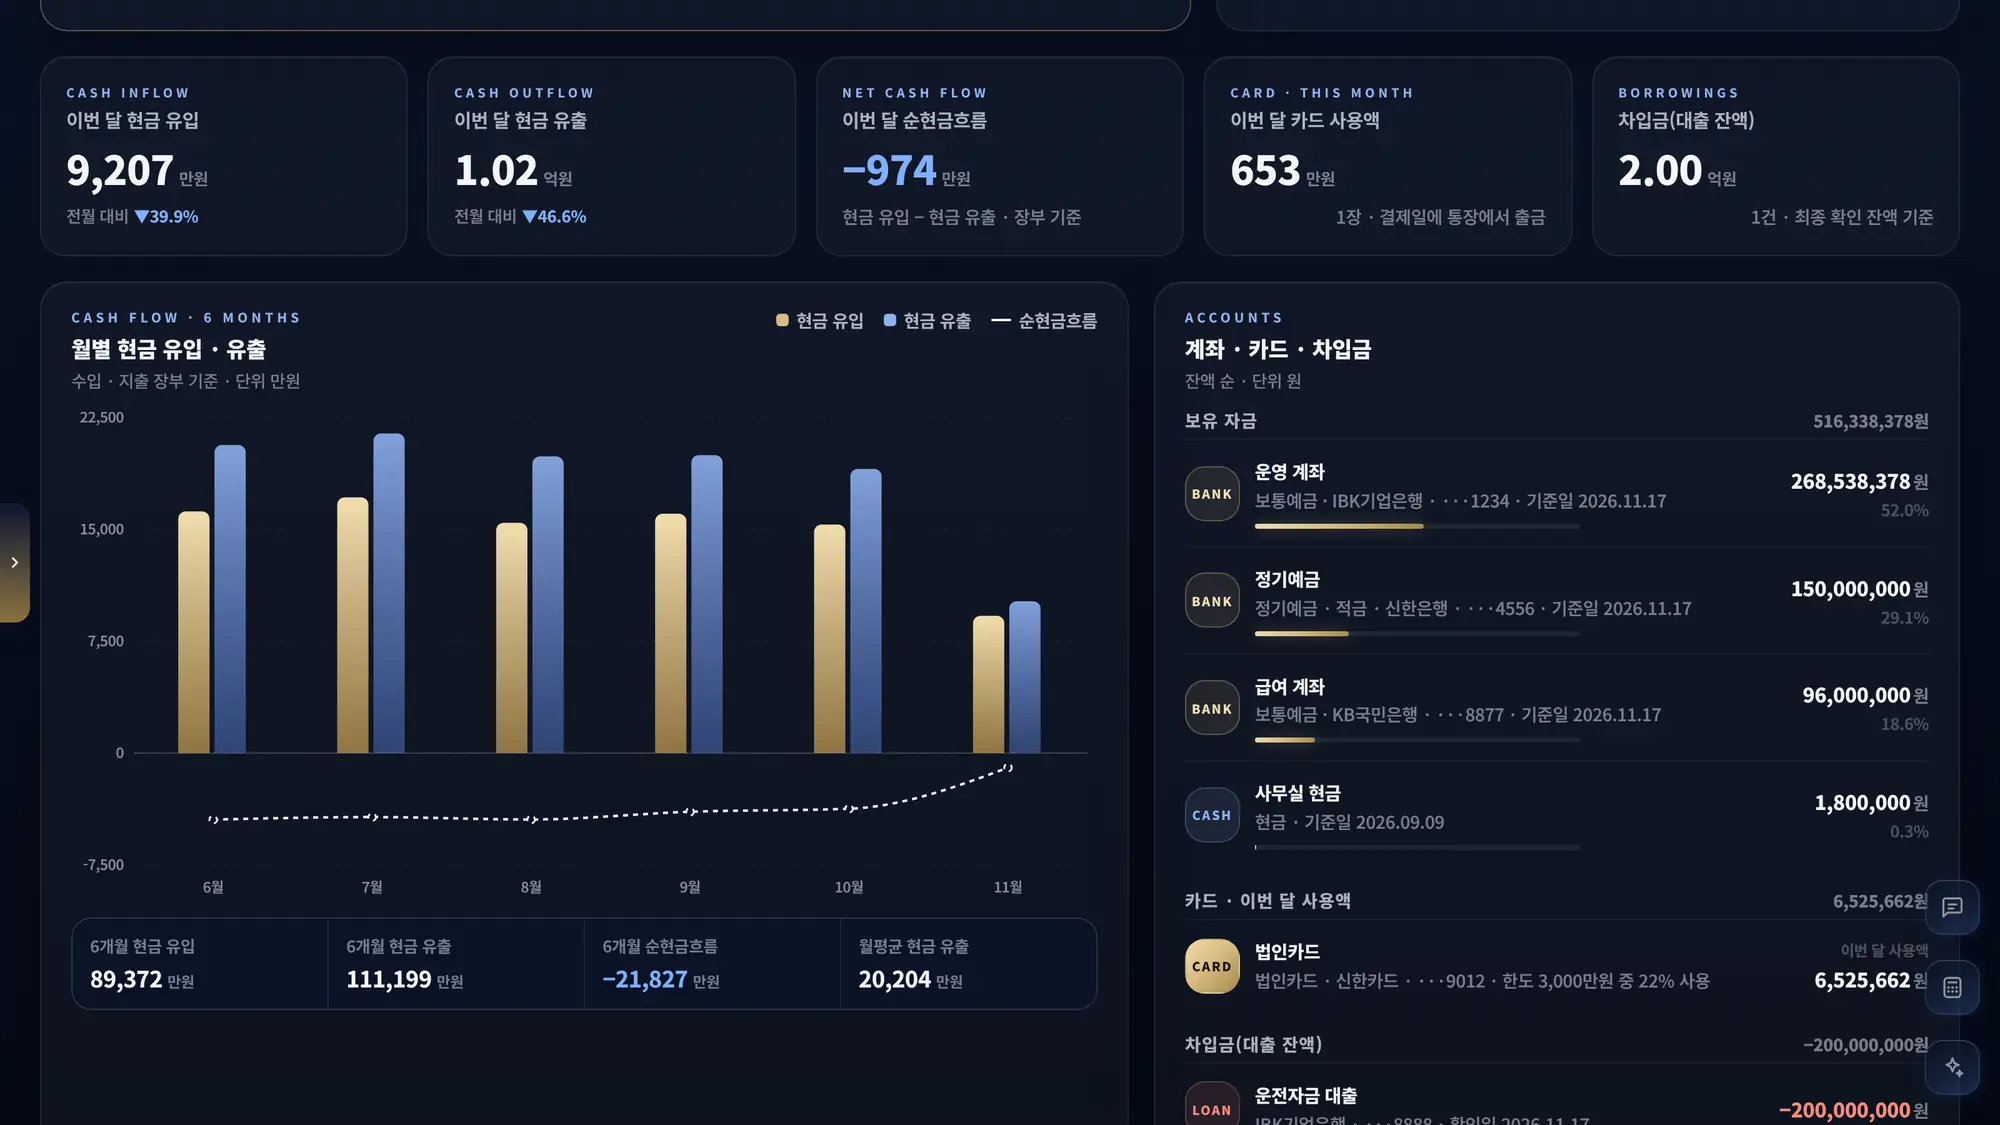 CASH INFLOW
이번 달 현금 유입
9,207 만원
전월 대비 ▼39.9%
CASH OUTFLOW
이번 달 현금 유출
1.02 억원
전월 대비 ▼46.6%
NET CASH FLOW
이번 달 순현금흐름
−974 만원
현금 유입 − 현금 유출 · 장부 기준
CARD · THIS MONTH
이번 달 카드 사용액
653 만원
1장 · 결제일에 통장에서 출금
BORROWINGS
차입금(대출 잔액)
2.00 억원
1건 · 최종 확인 잔액 기준
CASH FLOW · 6 MONTHS
월별 현금 유입 · 유출
수입 · 지출 장부 기준 · 단위 만원
현금 유입 현금 유출 순현금흐름
22,500
15,000
7,500
0
-7,500
6월 7월 8월 9월 10월 11월
6개월 현금 유입
89,372 만원
6개월 현금 유출
111,199 만원
6개월 순현금흐름
−21,827 만원
월평균 현금 유출
20,204 만원
ACCOUNTS
계좌 · 카드 · 차입금
잔액 순 · 단위 원
보유 자금 516,338,378원
BANK
운영 계좌
보통예금 · IBK기업은행 · ····1234 · 기준일 2026.11.17
268,538,378 원
52.0%
BANK
정기예금
정기예금 · 적금 · 신한은행 · ····4556 · 기준일 2026.11.17
150,000,000 원
29.1%
BANK
급여 계좌
보통예금 · KB국민은행 · ····8877 · 기준일 2026.11.17
96,000,000 원
18.6%
CASH
사무실 현금
현금 · 기준일 2026.09.09
1,800,000 원
0.3%
카드 · 이번 달 사용액 6,525,662원
CARD
법인카드
법인카드 · 신한카드 · ····9012 · 한도 3,000만원 중 22% 사용
이번 달 사용액
6,525,662 원
차입금(대출 잔액) −200,000,000원
LOAN
운전자금 대출
IBK기업은행 · ····8888 · 확인일 2026.11.17
−200,000,000 원